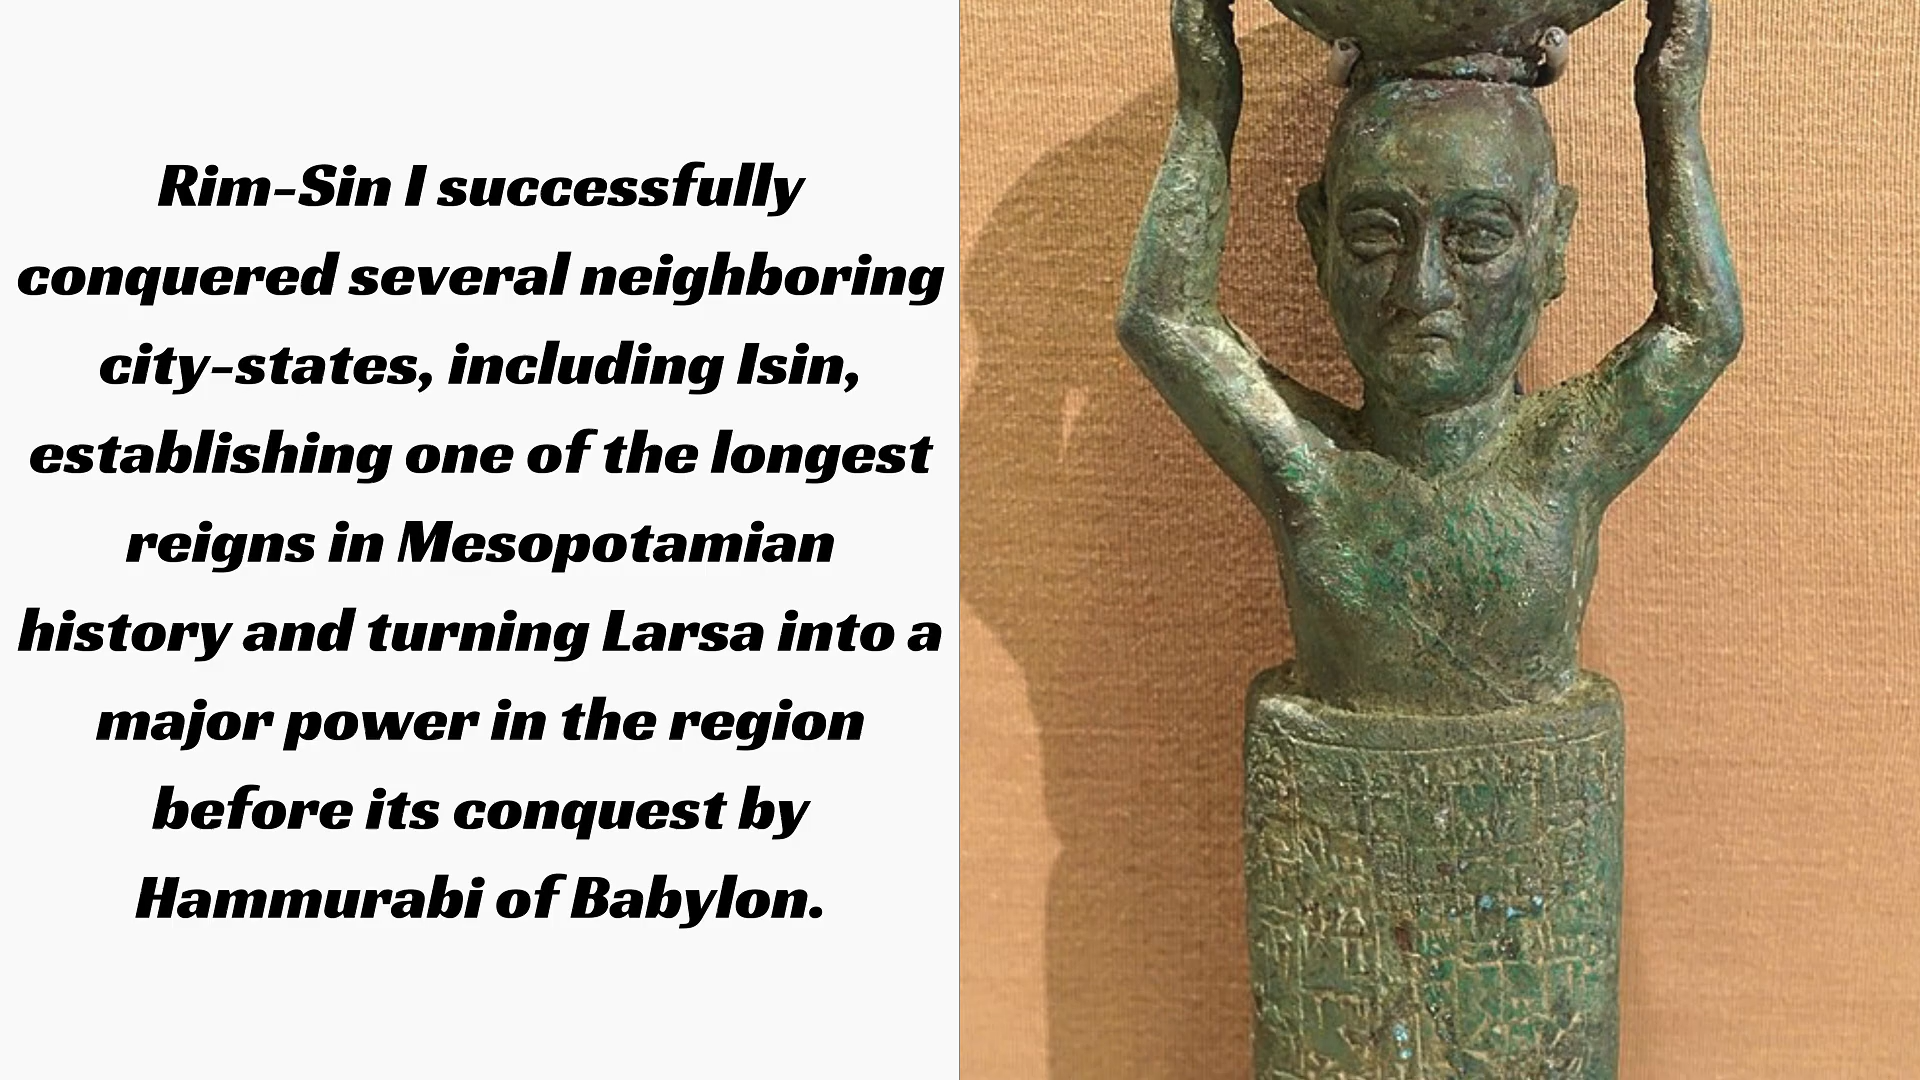 Rim-Sin I successfully
conquered several neighboring
city-states, including Isin,
establishing one of the longest
reigns in Mesopotamian
history and turning Larsa into a
major power in the region
before its conquest by
Hammurabi of Babylon.